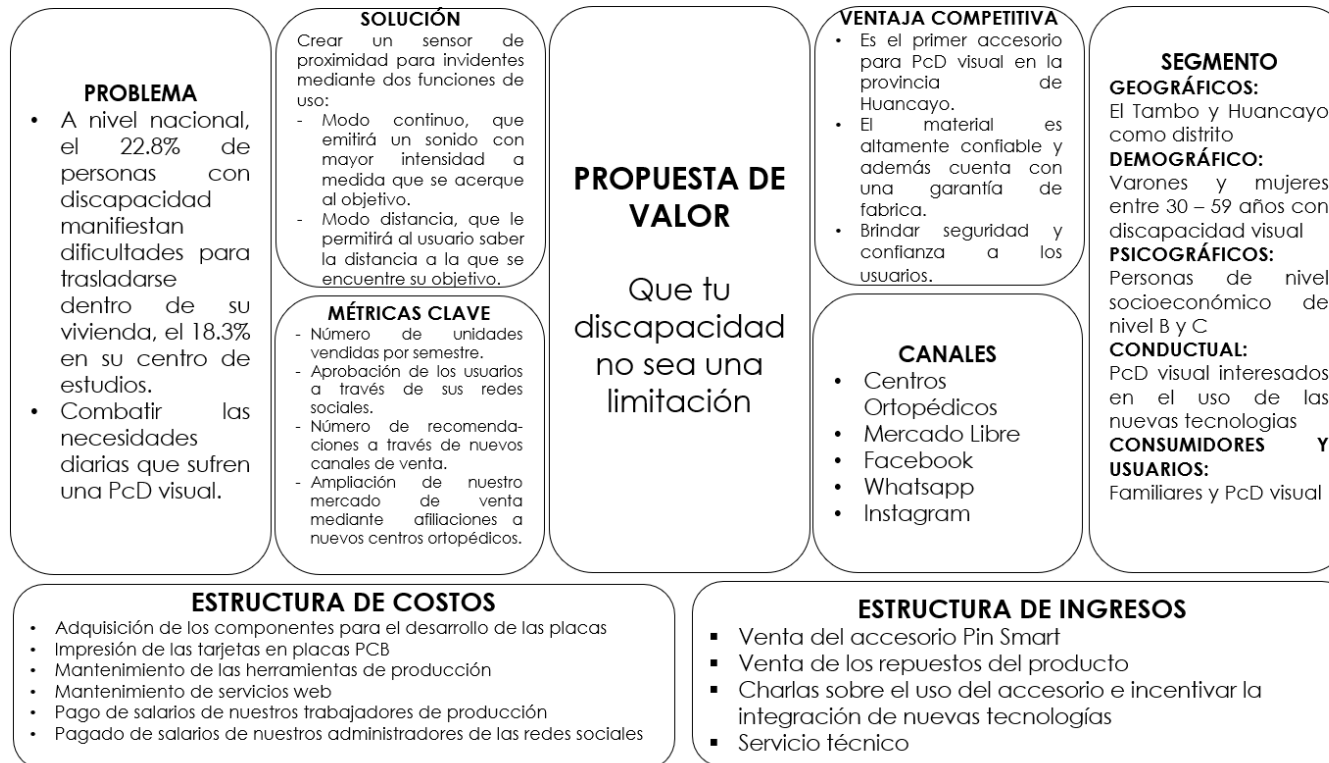 PROBLEMA
• A nivel nacional,
el 22.8% de
personas con
discapacidad
manifiestan
dificultades para
trasladarse
dentro de su
vivienda, el 18.3%
en su centro de
estudios.
• Combatir las
necesidades
diarias que sufren
una PcD visual.
SOLUCIÓN
Crear un sensor de
proximidad para invidentes
mediante dos funciones de
uso:
- Modo continuo, que
emitirá un sonido con
mayor intensidad a
medida que se acerque
al objetivo.
- Modo distancia, que le
permitirá al usuario saber
la distancia a la que se
encuentre su objetivo.
MÉTRICAS CLAVE
- Número de unidades
vendidas por semestre.
- Aprobación de los usuarios
a través de sus redes
sociales.
- Número de recomenda-
ciones a través de nuevos
canales de venta.
- Ampliación de nuestro
mercado de venta
mediante afiliaciones a
nuevos centros ortopédicos.
PROPUESTA DE
VALOR
Que tu
discapacidad
no sea una
limitación
VENTAJA COMPETITIVA
• Es el primer accesorio
para PcD visual en la
provincia de
Huancayo.
• El material es
altamente confiable y
además cuenta con
una garantía de
fabrica.
• Brindar seguridad y
confianza a los
usuarios.
CANALES
• Centros
Ortopédicos
• Mercado Libre
• Facebook
• Whatsapp
• Instagram
SEGMENTO
GEOGRÁFICOS:
El Tambo y Huancayo
como distrito
DEMOGRÁFICO:
Varones y mujeres
entre 30 – 59 años con
discapacidad visual
PSICOGRÁFICOS:
Personas de nivel
socioeconómico de
nivel B y C
CONDUCTUAL:
PcD visual interesados
en el uso de las
nuevas tecnologias
CONSUMIDORES Y
USUARIOS:
Familiares y PcD visual
ESTRUCTURA DE COSTOS
• Adquisición de los componentes para el desarrollo de las placas
• Impresión de las tarjetas en placas PCB
• Mantenimiento de las herramientas de producción
• Mantenimiento de servicios web
• Pago de salarios de nuestros trabajadores de producción
• Pagado de salarios de nuestros administradores de las redes sociales
ESTRUCTURA DE INGRESOS
▪ Venta del accesorio Pin Smart
▪ Venta de los repuestos del producto
▪ Charlas sobre el uso del accesorio e incentivar la
integración de nuevas tecnologías
▪ Servicio técnico